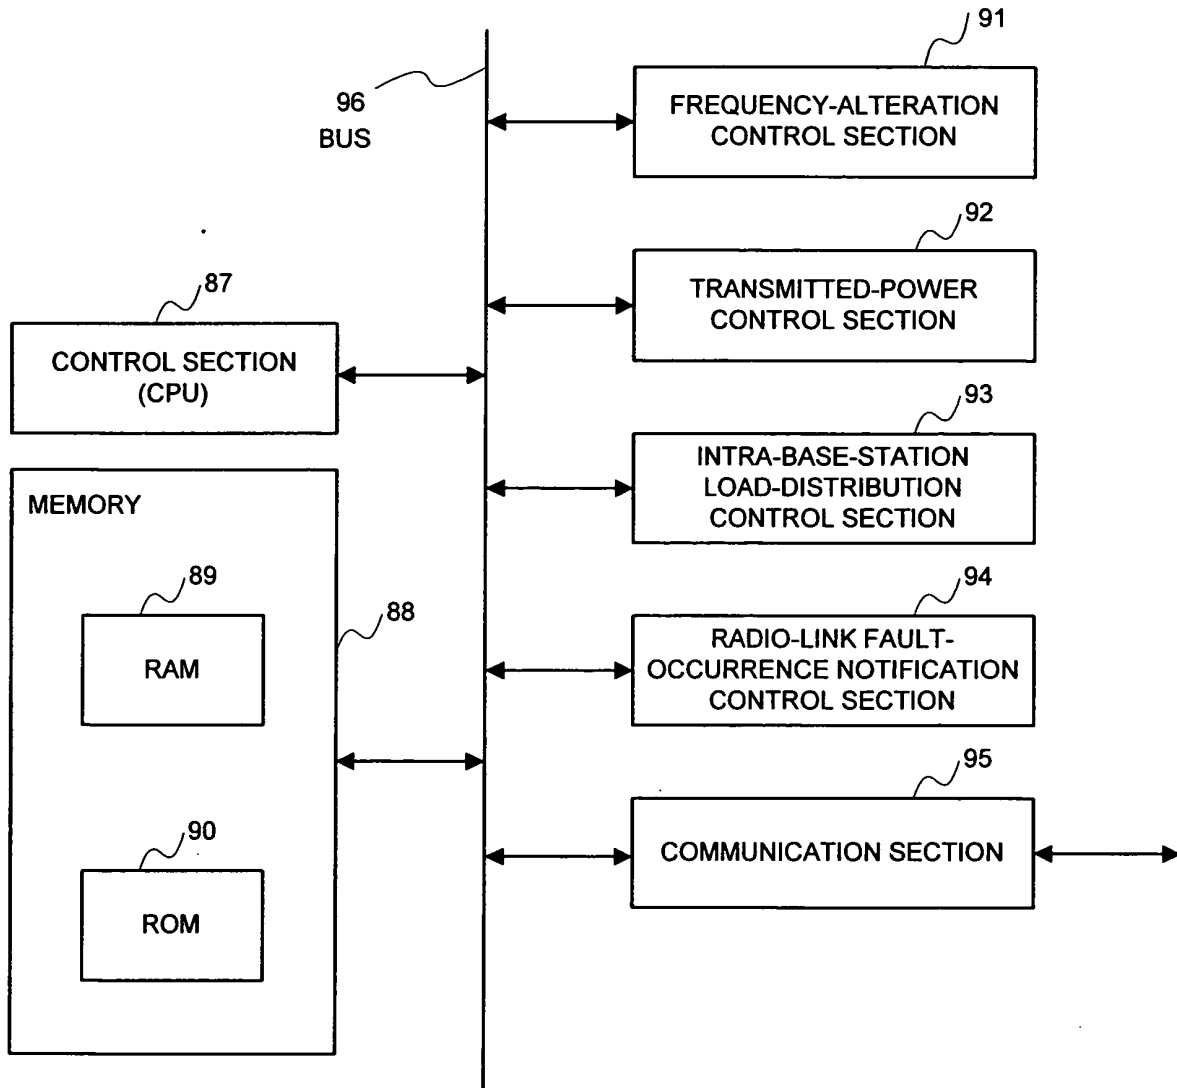 91
FREQUENCY-ALTERATION
CONTROL SECTION
96
BUS
92
TRANSMITTED-POWER
CONTROL SECTION
87
CONTROL SECTION
(CPU)
93
INTRA-BASE-STATION
LOAD-DISTRIBUTION
CONTROL SECTION
MEMORY
89
RAM
88
94
RADIO-LINK FAULT-
OCCURRENCE NOTIFICATION
CONTROL SECTION
95
COMMUNICATION SECTION
90
ROM